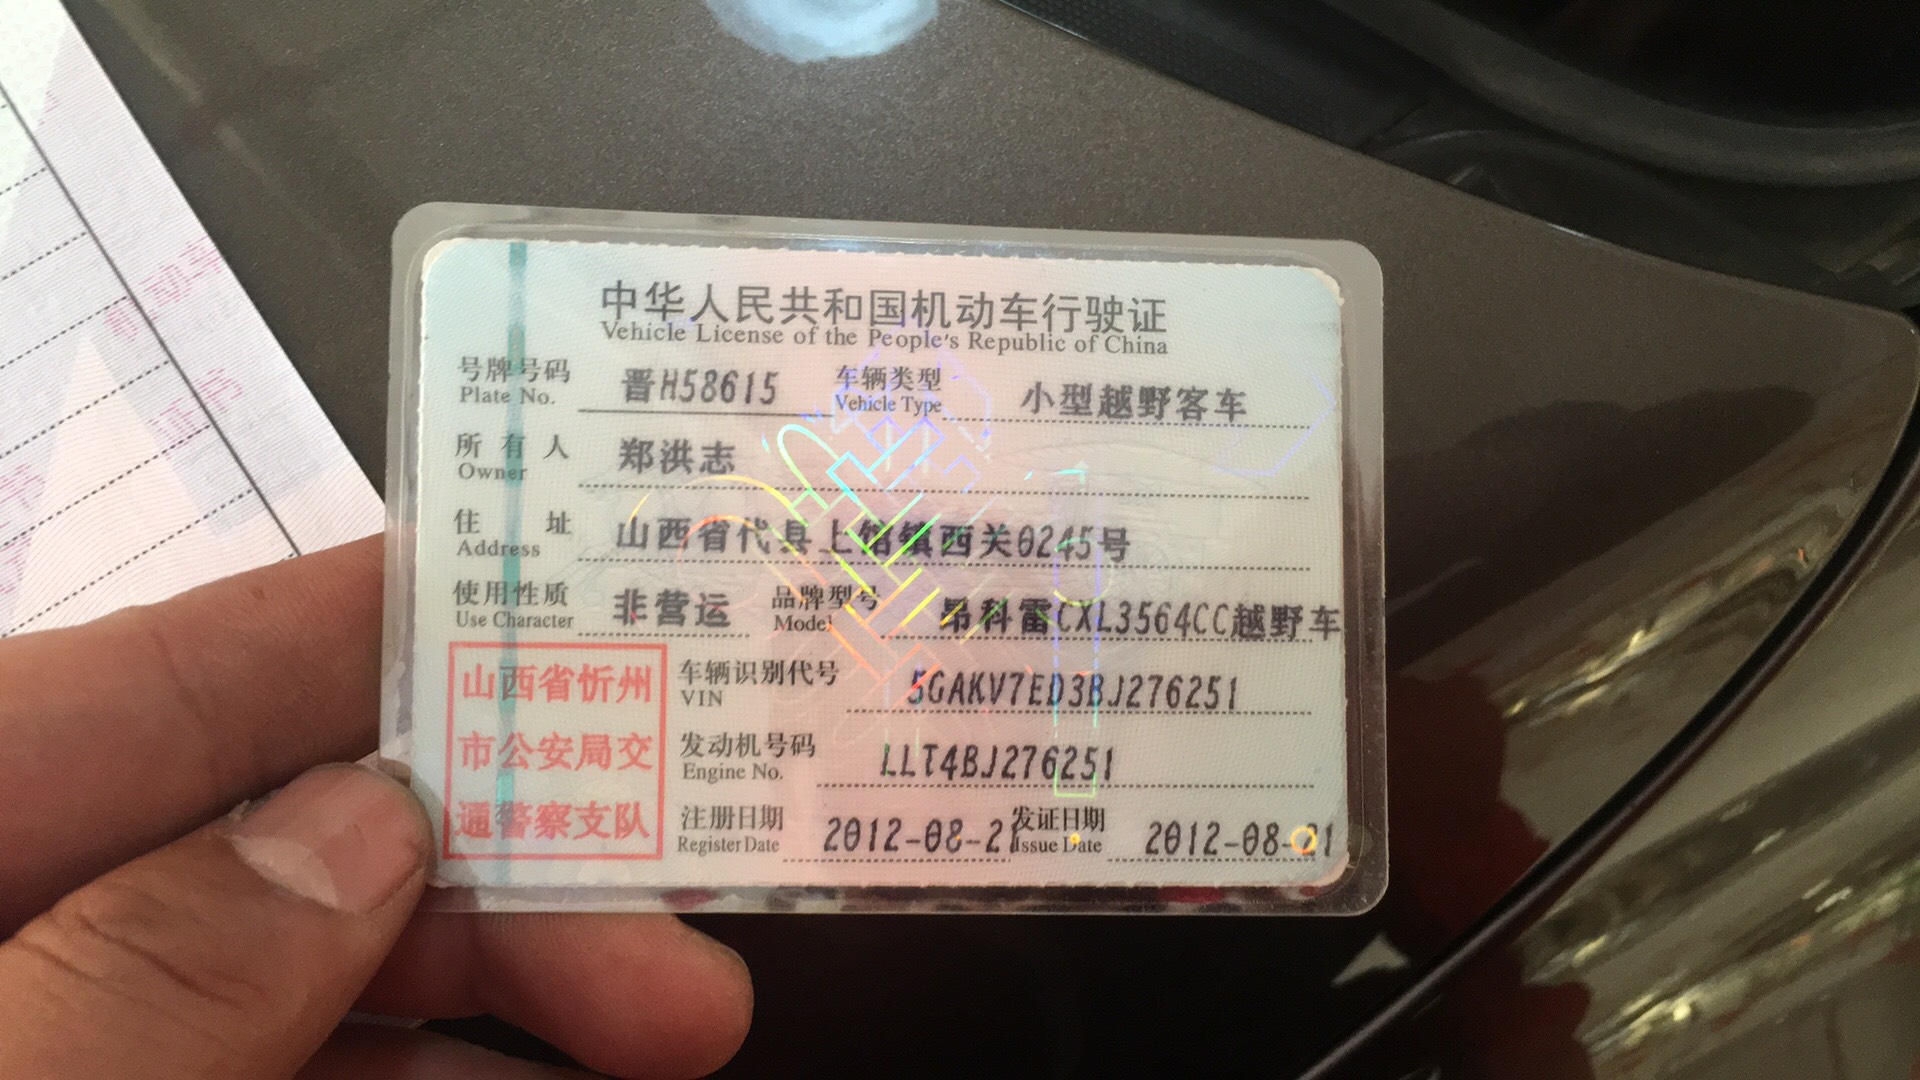 中华人民共和国机动车行驶证
Vehicle License of the People's Republic of China
号牌号码 晋H58615 车辆类型 小型越野客车
Plate No. Vehicle Type
所有人 郑洪志
Owner
住址 山西省代县上馆镇西关0245号
Address
使用性质 非营运 品牌型号 昂科雷CXL3564CC越野车
Use Character Model
山西省忻州
市公安局交
通警察支队
车辆识别代号 5GAKV7ED3BJ276251
VIN
发动机号码 LLT4BJ276251
Engine No.
注册日期 2012-08-21 发证日期 2012-08-21
Register Date Issue Date